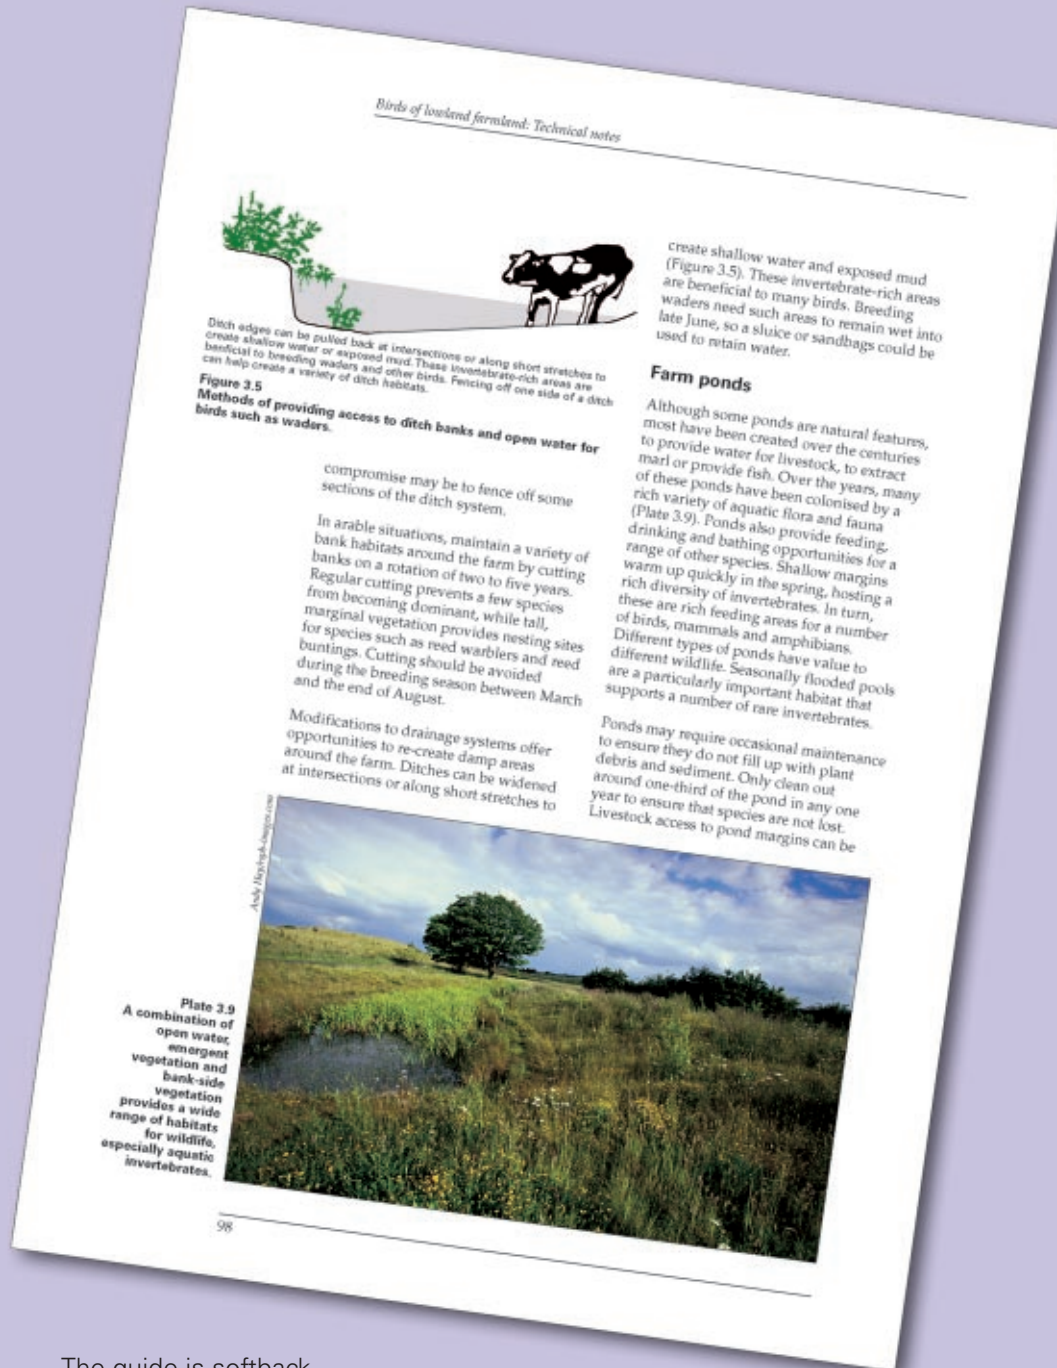 Birds of lowland farmland: Technical notes
Ditch edges can be pulled back at intersections or along short stretches to
create shallow water or exposed mud. These invertebrate-rich areas are
benficial to breeding waders and other birds. Fencing off one side of a ditch
can help create a variety of ditch habitats.
Figure 3.5
Methods of providing access to ditch banks and open water for
birds such as waders.
compromise may be to fence off some
sections of the ditch system.
In arable situations, maintain a variety of
bank habitats around the farm by cutting
banks on a rotation of two to five years.
Regular cutting prevents a few species
from becoming dominant, while tall,
marginal vegetation provides nesting sites
for species such as reed warblers and reed
buntings. Cutting should be avoided
during the breeding season between March
and the end of August.
Modifications to drainage systems offer
opportunities to re-create damp areas
around the farm. Ditches can be widened
at intersections or along short stretches to
create shallow water and exposed mud
(Figure 3.5). These invertebrate-rich areas
are beneficial to many birds. Breeding
waders need such areas to remain wet into
late June, so a sluice or sandbags could be
used to retain water.
Farm ponds
Although some ponds are natural features,
most have been created over the centuries
to provide water for livestock, to extract
marl or provide fish. Over the years, many
of these ponds have been colonised by a
rich variety of aquatic flora and fauna
(Plate 3.9). Ponds also provide feeding,
drinking and bathing opportunities for a
range of other species. Shallow margins
warm up quickly in the spring, hosting a
rich diversity of invertebrates. In turn,
these are rich feeding areas for a number
of birds, mammals and amphibians.
Different types of ponds have value to
different wildlife. Seasonally flooded pools
are a particularly important habitat that
supports a number of rare invertebrates.
Ponds may require occasional maintenance
to ensure they do not fill up with plant
debris and sediment. Only clean out
around one-third of the pond in any one
year to ensure that species are not lost.
Livestock access to pond margins can be
Andy Hay/rspb-images.com
Plate 3.9
A combination of
open water,
emergent
vegetation and
bank-side
vegetation
provides a wide
range of habitats
for wildlife,
especially aquatic
invertebrates.
98
The guide is softback